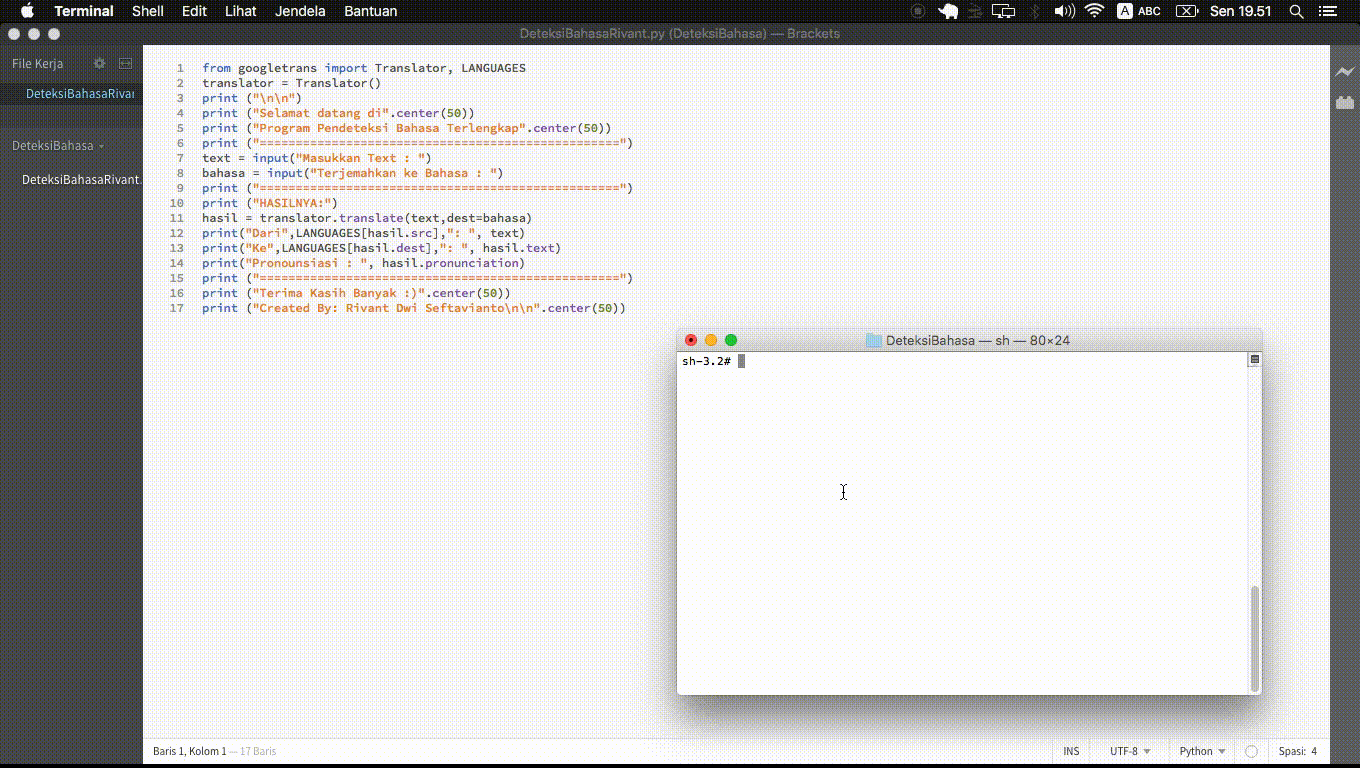 Terminal Shell Edit Lihat Jendela Bantuan A ABC Sen 19.51
DeteksiBahasaRivant.py (DeteksiBahasa) — Brackets
File Kerja
DeteksiBahasaRivan
DeteksiBahasa
DeteksiBahasaRivant.
1 from googletrans import Translator, LANGUAGES
2 translator = Translator()
3 print ("\n\n")
4 print ("Selamat datang di".center(50))
5 print ("Program Pendeteksi Bahasa Terlengkap".center(50))
6 print ("==================================================")
7 text = input("Masukkan Text : ")
8 bahasa = input("Terjemahkan ke Bahasa : ")
9 print ("==================================================")
10 print ("HASILNYA:")
11 hasil = translator.translate(text,dest=bahasa)
12 print("Dari",LANGUAGES[hasil.src],": ", text)
13 print("Ke",LANGUAGES[hasil.dest],": ", hasil.text)
14 print("Pronounsiasi : ", hasil.pronunciation)
15 print ("==================================================")
16 print ("Terima Kasih Banyak :)".center(50))
17 print ("Created By: Rivant Dwi Seftavianto\n\n".center(50))
DeteksiBahasa — sh — 80×24
sh-3.2#
Baris 1, Kolom 1 — 17 Baris INS UTF-8 Python Spasi: 4